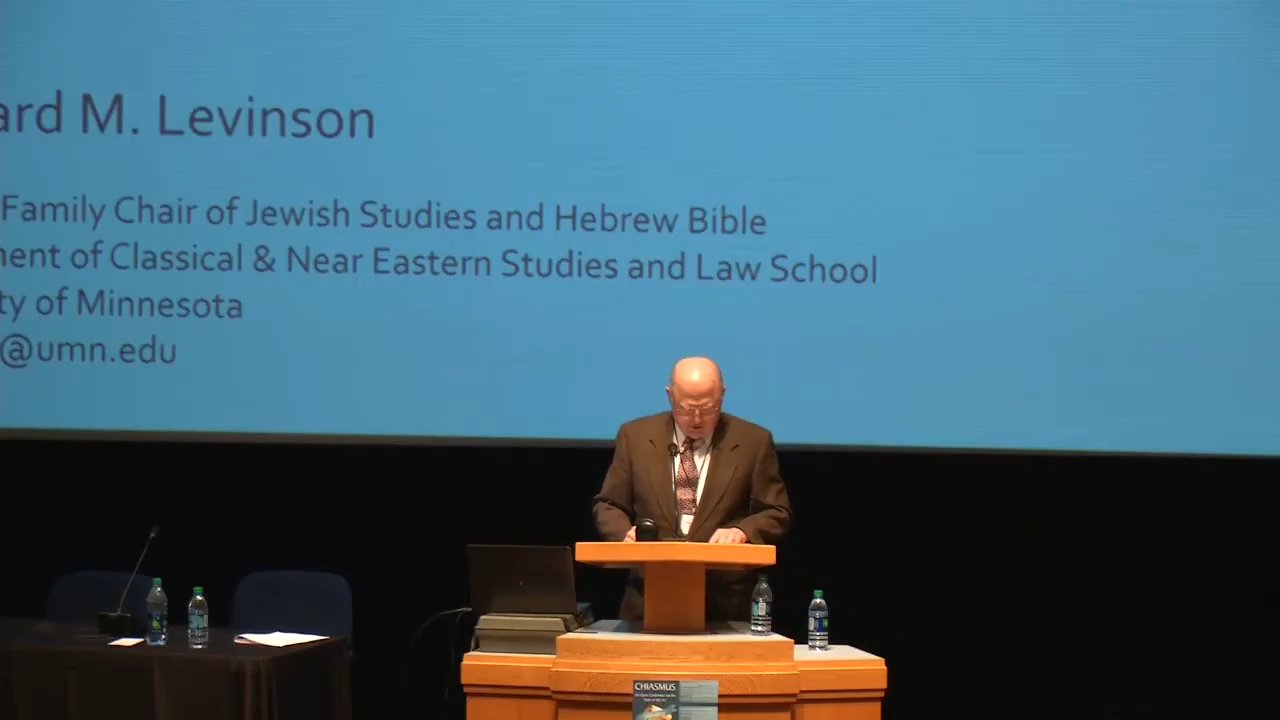 ard M. Levinson
Family Chair of Jewish Studies and Hebrew Bible
ment of Classical & Near Eastern Studies and Law School
ty of Minnesota
@umn.edu
CHIASMUS